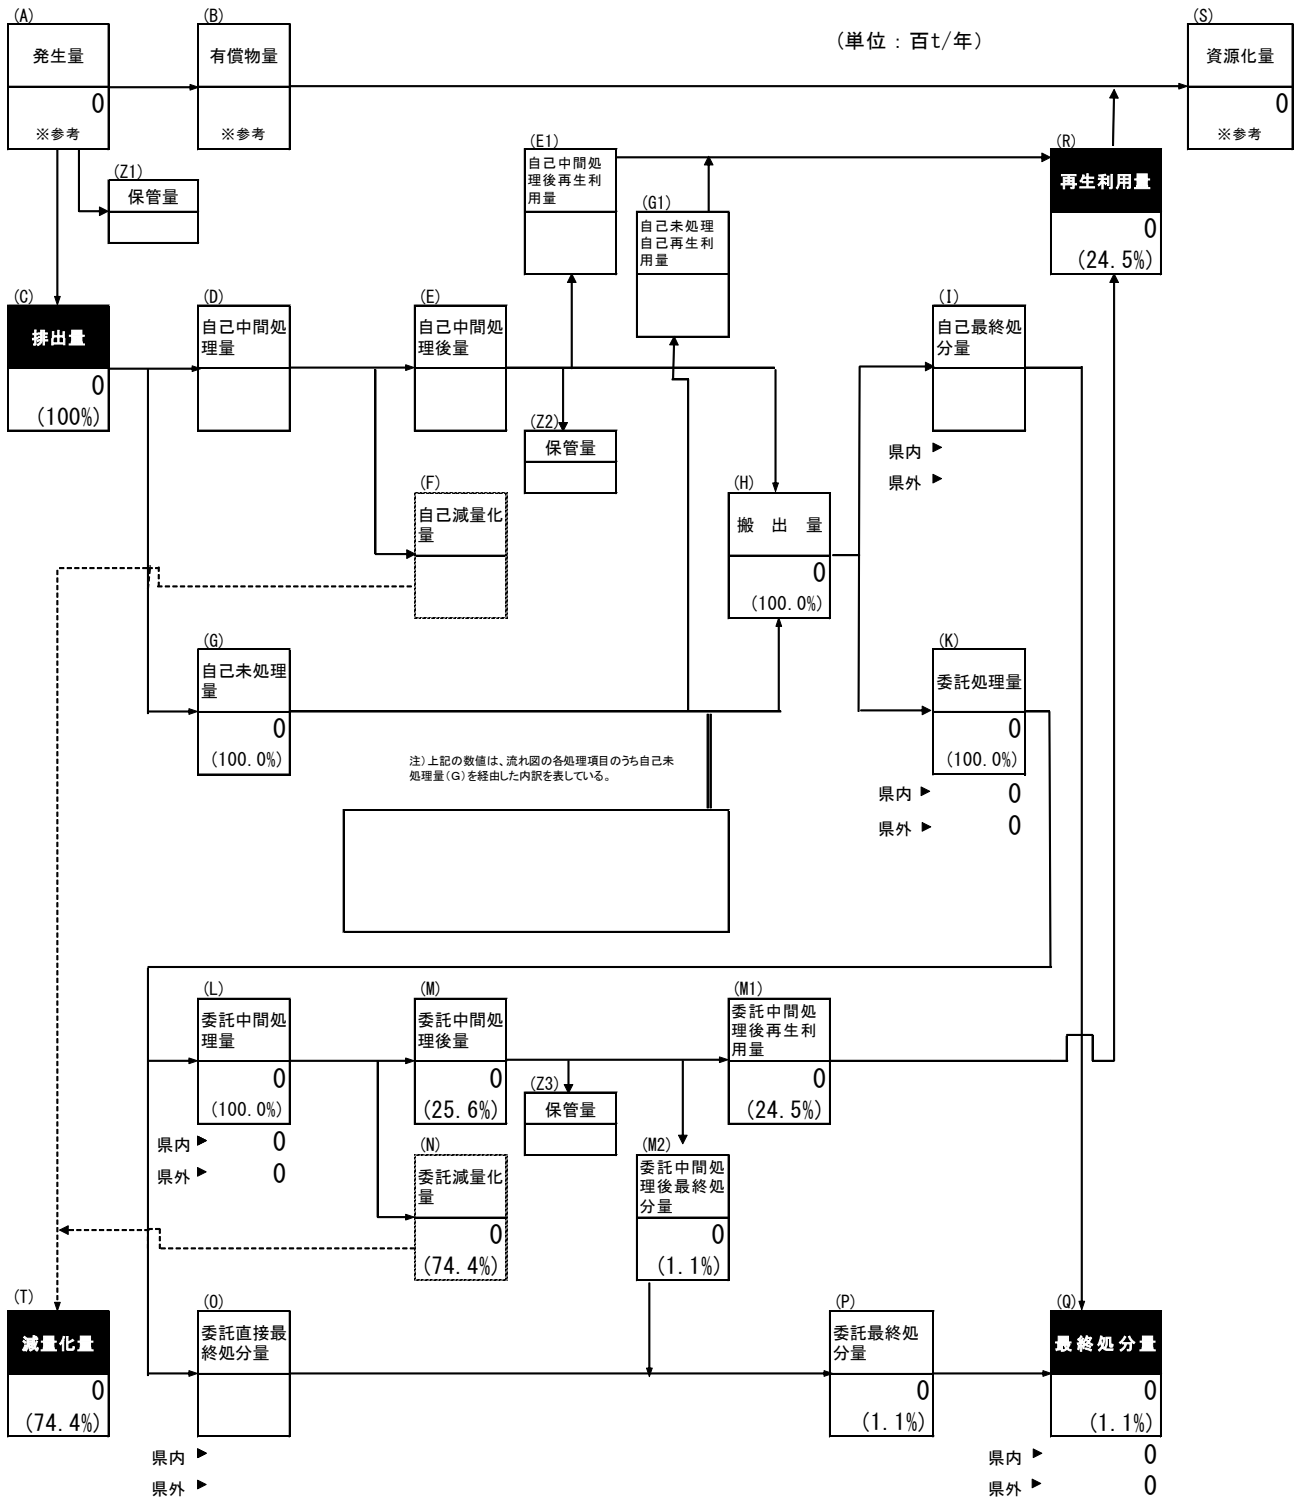 (A)
発生量
0
※参考
(B)
有償物量
※参考
(単位：百t/年)
(S)
資源化量
0
※参考
(Z1)
保管量
(E1)
自己中間処
理後再生利
用量
(G1)
自己未処理
自己再生利
用量
(R)
再生利用量
0
(24.5%)
(C)
排出量
0
(100%)
(D)
自己中間処
理量
(E)
自己中間処
理後量
(Z2)
保管量
(I)
自己最終処
分量
県内
県外
(F)
自己減量化
量
(H)
搬 出 量
0
(100.0%)
(G)
自己未処理
量
0
(100.0%)
(K)
委託処理量
0
(100.0%)
県内 0
県外 0
注）上記の数値は、流れ図の各処理項目のうち自己未
処理量（G）を経由した内訳を表している。
(L)
委託中間処
理量
0
(100.0%)
県内 0
県外 0
(M)
委託中間処
理後量
0
(25.6%)
(Z3)
保管量
(M1)
委託中間処
理後再生利
用量
0
(24.5%)
(N)
委託減量化
量
0
(74.4%)
(M2)
委託中間処
理後最終処
分量
0
(1.1%)
(T)
減量化量
0
(74.4%)
(O)
委託直接最
終処分量
県内
県外
(P)
委託最終処
分量
0
(1.1%)
(Q)
最終処分量
0
(1.1%)
県内 0
県外 0